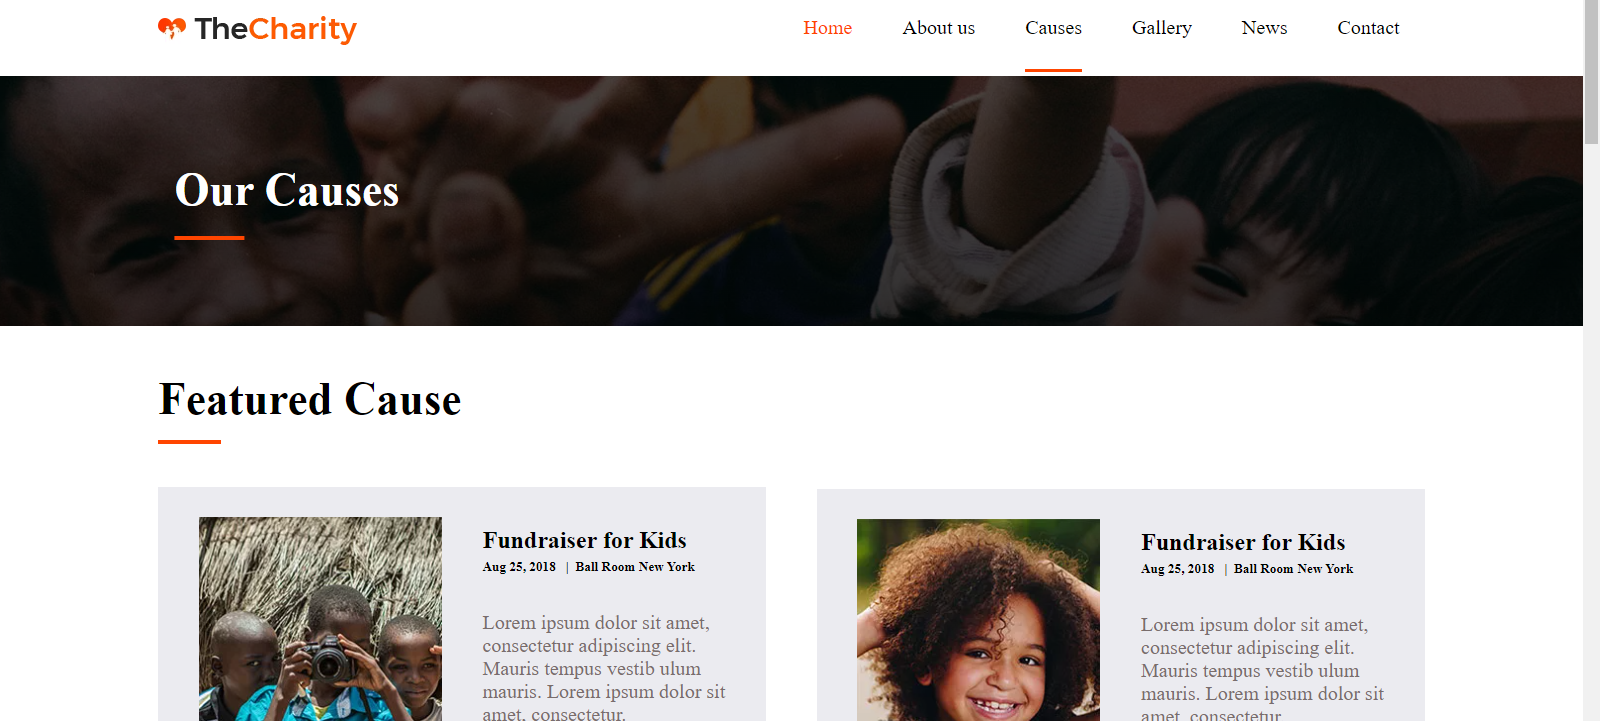 TheCharity
Home About us Causes Gallery News Contact
Our Causes
Featured Cause
Fundraiser for Kids
Aug 25, 2018 | Ball Room New York
Lorem ipsum dolor sit amet,
consectetur adipiscing elit.
Mauris tempus vestib ulum
mauris. Lorem ipsum dolor sit
amet, consectetur.
Fundraiser for Kids
Aug 25, 2018 | Ball Room New York
Lorem ipsum dolor sit amet,
consectetur adipiscing elit.
Mauris tempus vestib ulum
mauris. Lorem ipsum dolor sit
amet, consectetur.